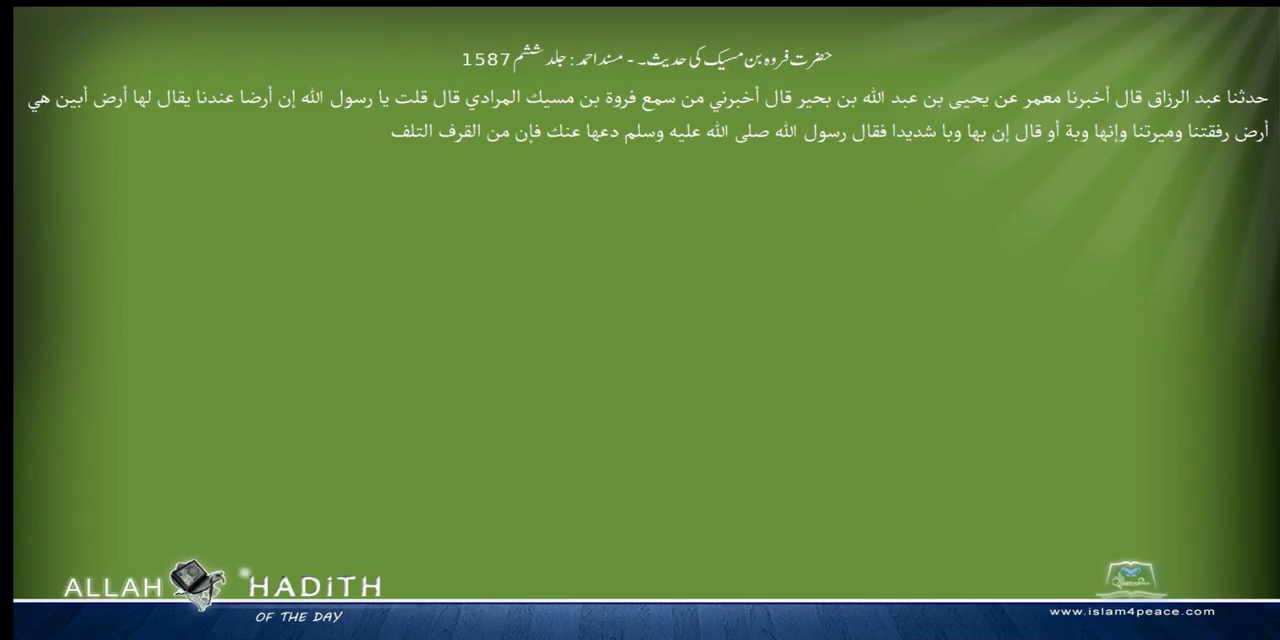 حضرت فروہ بن مسیک کی حدیث۔ - مسند احمد : جلد ششم 1587
حدثنا عبد الرزاق قال أخبرنا معمر عن يحيى بن عبد الله بن بحير قال أخبرني من سمع فروة بن مسيك المرادي قال قلت يا رسول الله إن أرضا عندنا يقال لها أرض أبين هي
أرض رفقتنا وميرتنا وإنها وبة أو قال إن بها وبا شديدا فقال رسول الله صلى الله عليه وسلم دعها عنك فإن من القرف التلف
ALLAH HADITH
OF THE DAY
www.islam4peace.com